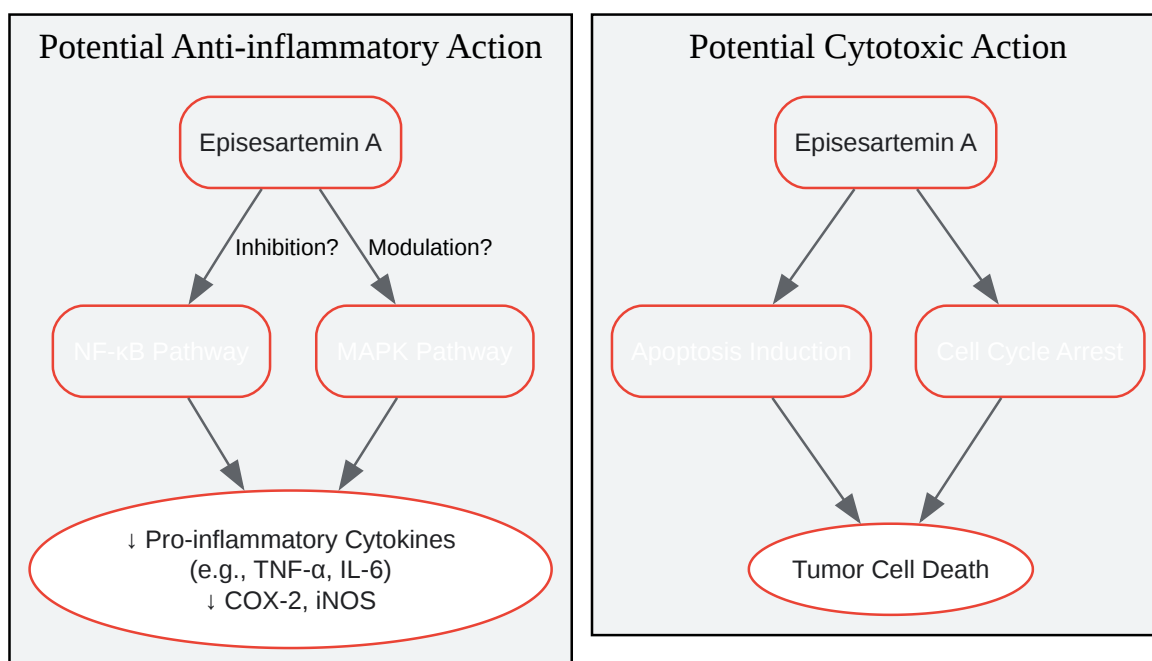 Potential Anti-inflammatory Action
Episesartemin A
Inhibition?
Modulation?
NF-κB Pathway
MAPK Pathway
↓ Pro-inflammatory Cytokines
(e.g., TNF-α, IL-6)
↓ COX-2, iNOS
Potential Cytotoxic Action
Episesartemin A
Apoptosis Induction
Cell Cycle Arrest
Tumor Cell Death